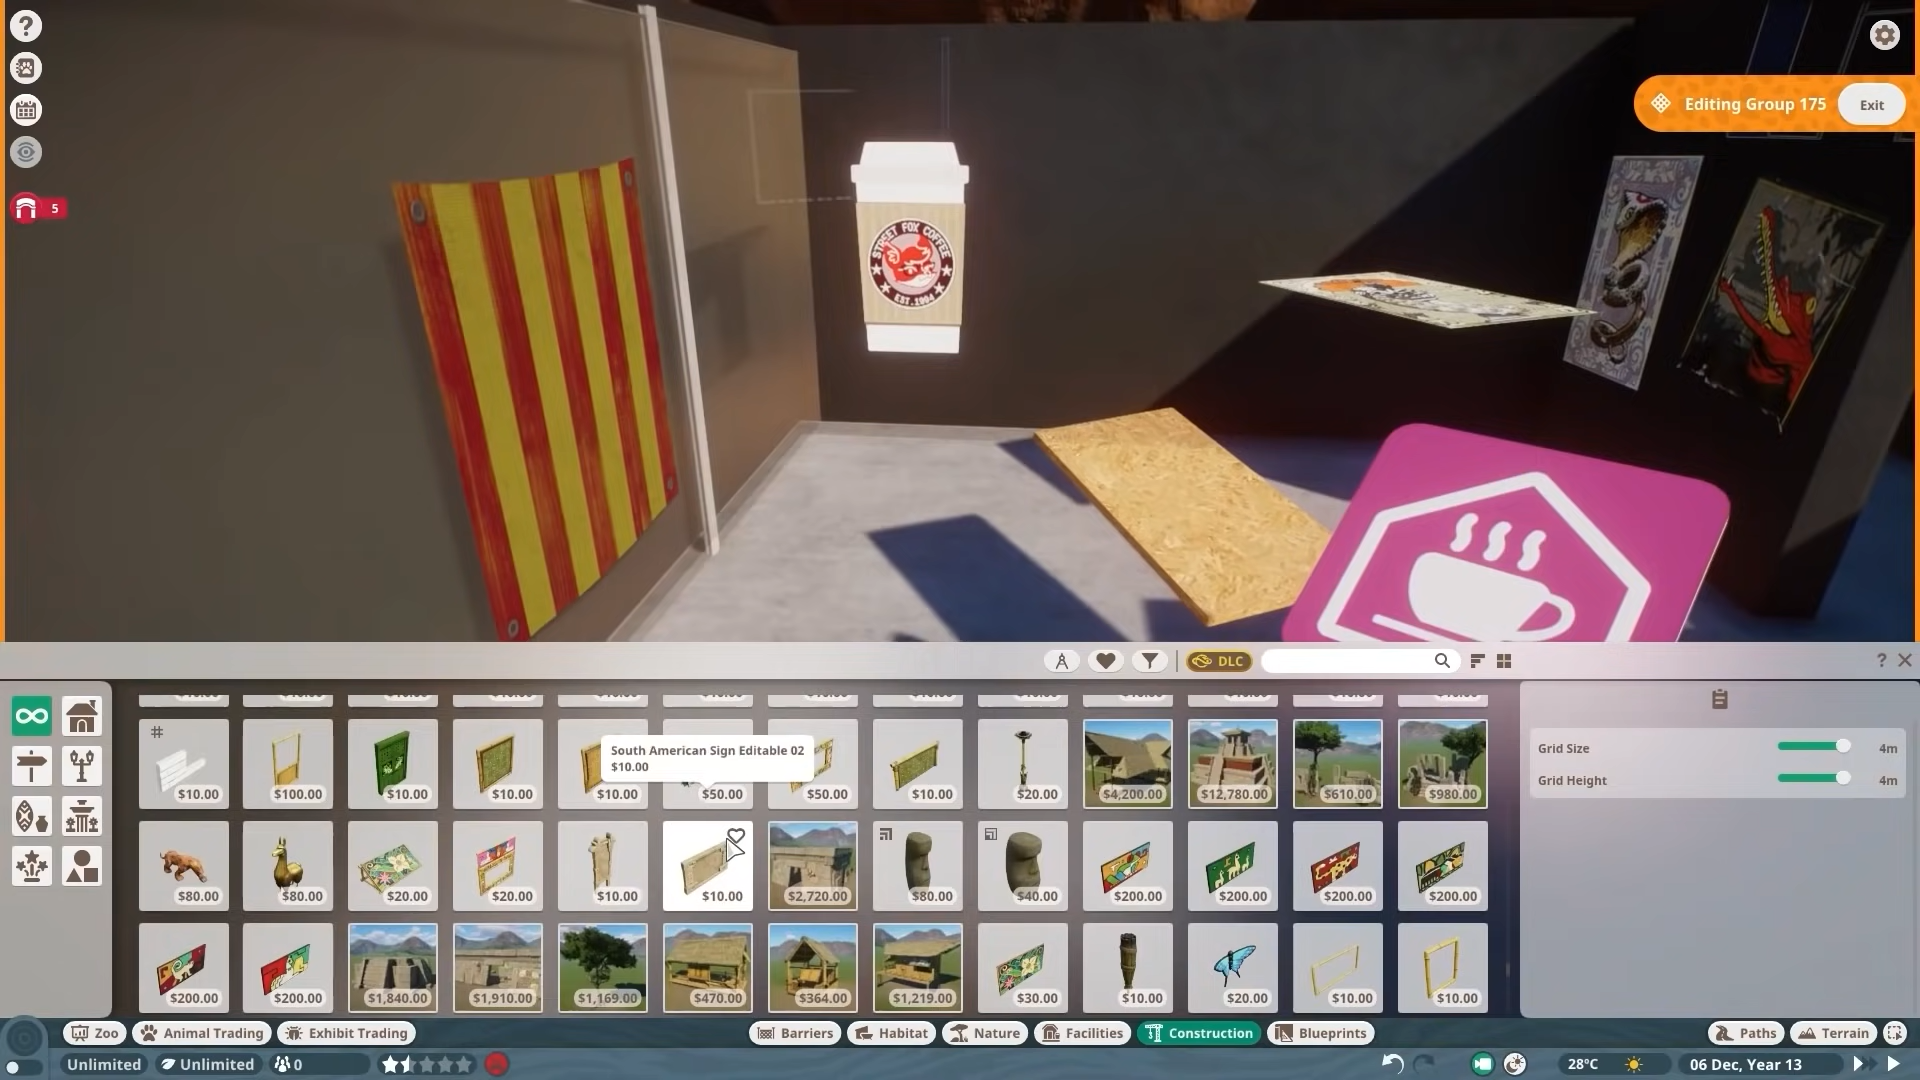 Editing Group 175
Exit
5
STREET FOX COFFEE
EST. 1994
DLC
South American Sign Editable 02
$10.00
$10.00
$100.00
$10.00
$10.00
$10.00
$50.00
$50.00
$10.00
$20.00
$4,200.00
$12,780.00
$610.00
$980.00
$80.00
$80.00
$20.00
$20.00
$10.00
$10.00
$2,720.00
$80.00
$40.00
$200.00
$200.00
$200.00
$200.00
$200.00
$200.00
$1,840.00
$1,910.00
$1,169.00
$470.00
$364.00
$1,219.00
$30.00
$10.00
$20.00
$10.00
$10.00
Grid Size
4m
Grid Height
4m
Zoo
Animal Trading
Exhibit Trading
Barriers
Habitat
Nature
Facilities
Construction
Blueprints
Paths
Terrain
Unlimited
Unlimited
0
28°C
06 Dec, Year 13